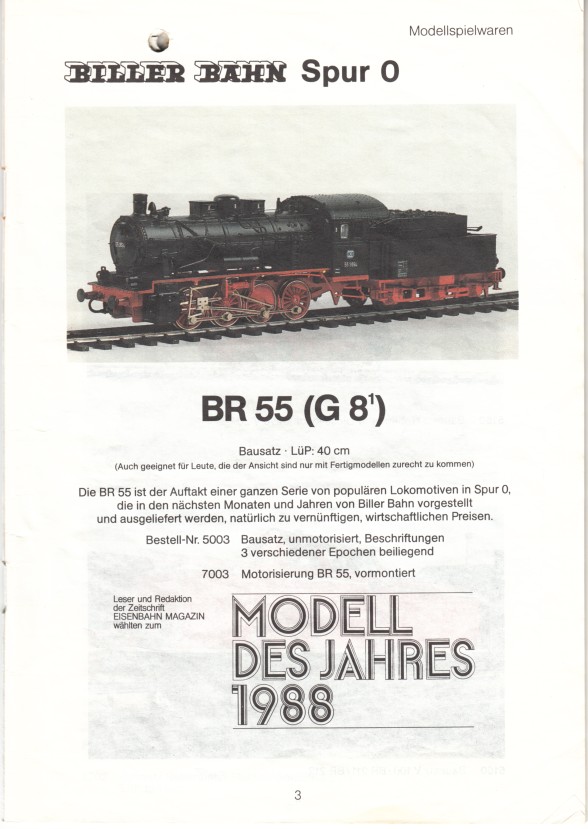 Modellspielwaren
BILLER BAHN Spur 0
BR 55 (G 8¹)
Bausatz · LüP: 40 cm
(Auch geeignet für Leute, die der Ansicht sind nur mit Fertigmodellen zurecht zu kommen)
Die BR 55 ist der Auftakt einer ganzen Serie von populären Lokomotiven in Spur 0,
die in den nächsten Monaten und Jahren von Biller Bahn vorgestellt
und ausgeliefert werden, natürlich zu vernünftigen, wirtschaftlichen Preisen.
Bestell-Nr. 5003 Bausatz, unmotorisiert, Beschriftungen
3 verschiedener Epochen beiliegend
7003 Motorisierung BR 55, vormontiert
Leser und Redaktion
der Zeitschrift
EISENBAHN MAGAZIN
wählten zum
MODELL
DES JAHRES
1988
3